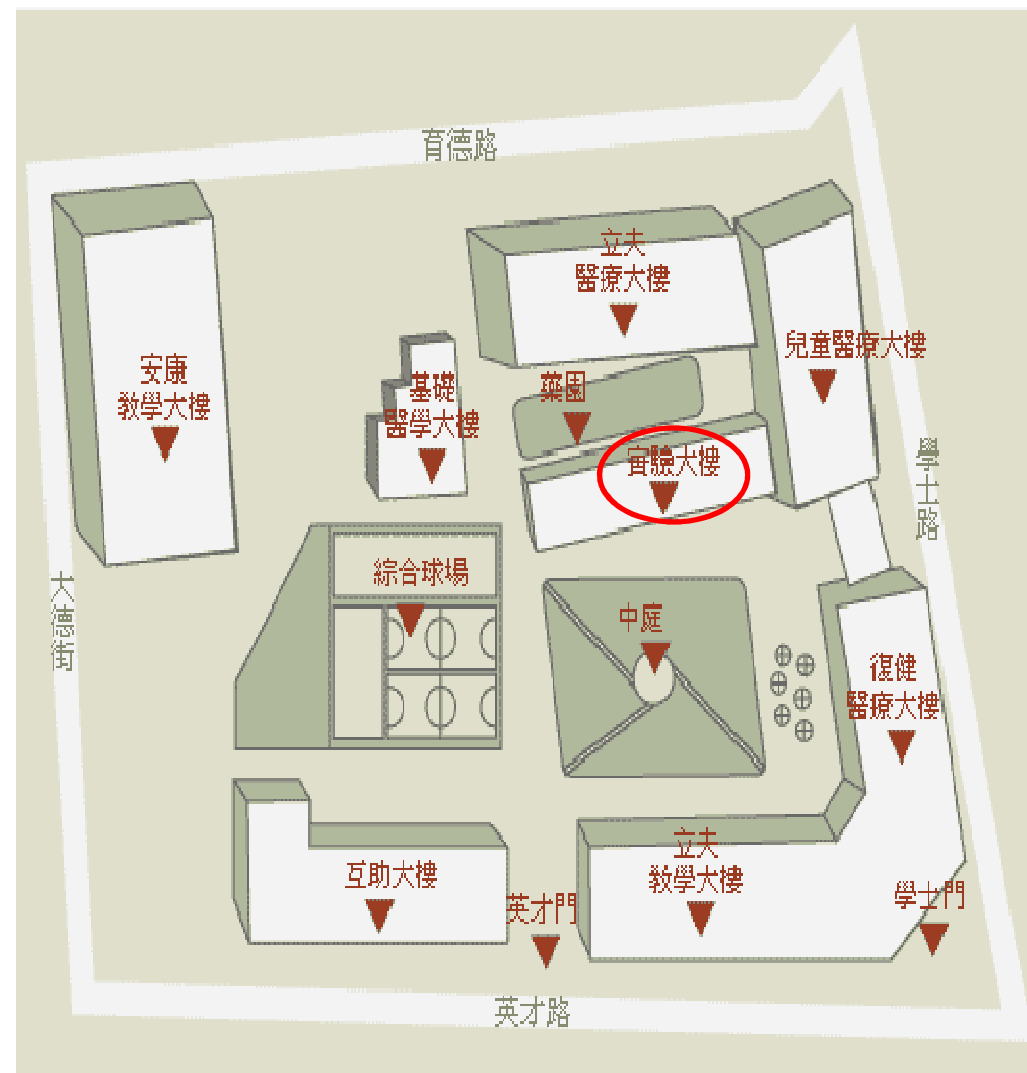 育德路
立夫
醫療大樓
兒童醫療大樓
安康
教學大樓
基礎
醫學大樓
藥園
實驗大樓
學士路
綜合球場
大德街
中庭
復健
醫療大樓
立夫
教學大樓
互助大樓
英才門
學士門
英才路